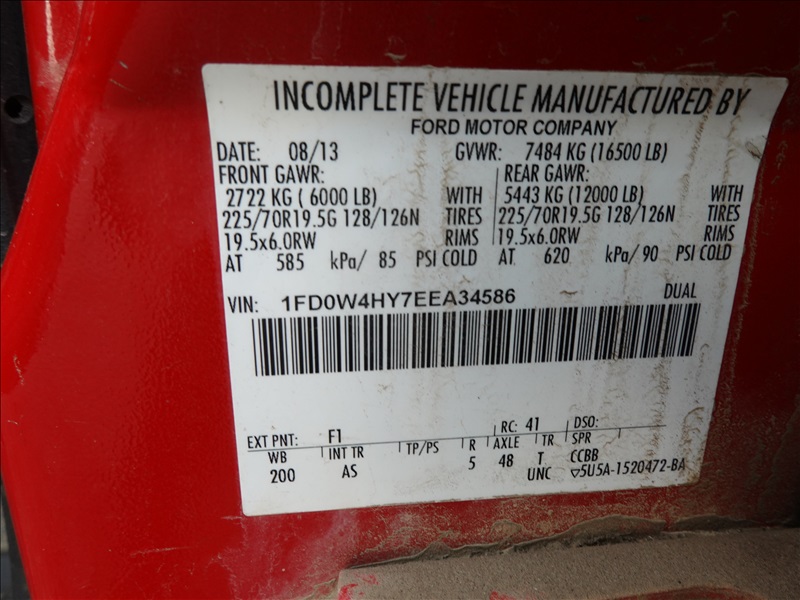 INCOMPLETE VEHICLE MANUFACTURED BY
FORD MOTOR COMPANY
DATE: 08/13 GVWR: 7484 KG (16500 LB)
FRONT GAWR: REAR GAWR:
2722 KG ( 6000 LB) WITH 5443 KG (12000 LB) WITH
225/70R19.5G 128/126N TIRES 225/70R19.5G 128/126N TIRES
19.5x6.0RW RIMS 19.5x6.0RW RIMS
AT 585 kPa/ 85 PSI COLD AT 620 kPa/ 90 PSI COLD
VIN: 1FD0W4HY7EEA34586 DUAL
EXT PNT: F1 RC: 41 DSO:
WB INT TR TP/PS R AXLE TR SPR
200 AS 5 48 T CCBB
UNC ▽5U5A-1520472-BA